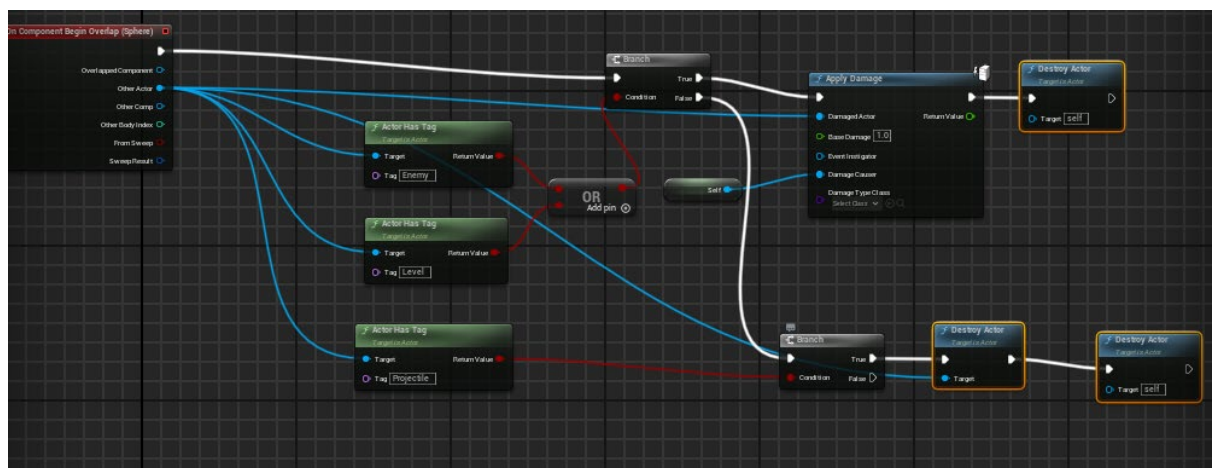 On Component Begin Overlap (Sphere)
Overlapped Component
Other Actor
Other Comp
Other Body Index
From Sweep
Sweep Result
Actor Has Tag
Target is Actor
Target
Return Value
Tag Enemy
Actor Has Tag
Target is Actor
Target
Return Value
Tag Level
Actor Has Tag
Target is Actor
Target
Return Value
Tag Projectile
OR
Add pin
Branch
True
Condition
False
Self
Apply Damage
Damaged Actor
Return Value
Base Damage 1.0
Event Instigator
Damage Causer
Damage Type Class
Select Class
Destroy Actor
Target is Actor
Target self
Branch
True
Condition
False
Destroy Actor
Target is Actor
Target
Destroy Actor
Target is Actor
Target self